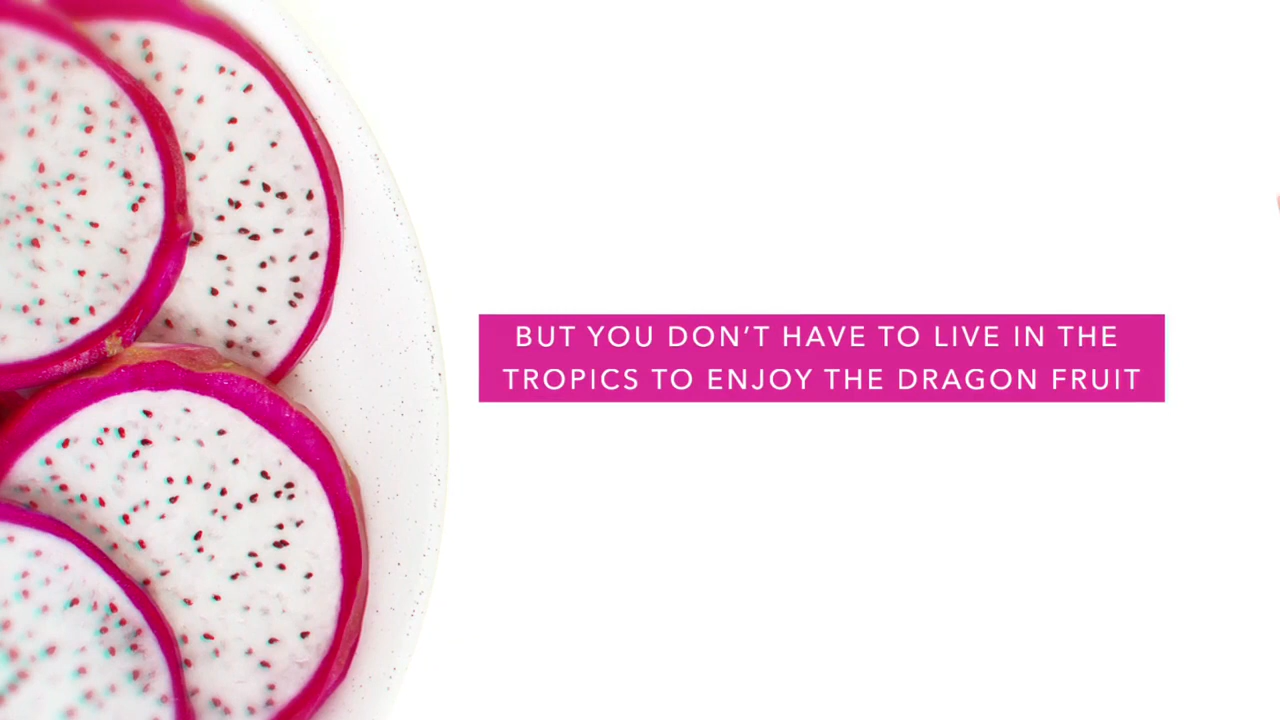 BUT YOU DON’T HAVE TO LIVE IN THE
TROPICS TO ENJOY THE DRAGON FRUIT